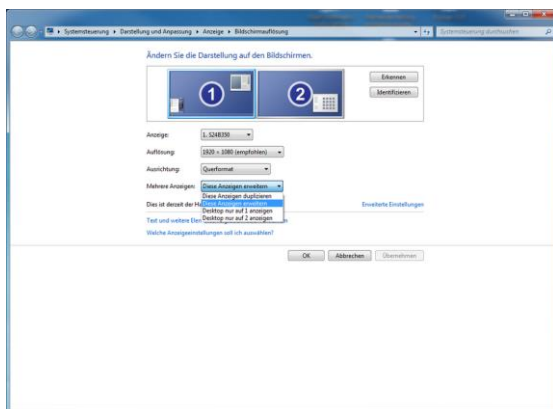 Systemsteuerung ▸ Darstellung und Anpassung ▸ Anzeige ▸ Bildschirmauflösung
Systemsteuerung durchsuchen
Ändern Sie die Darstellung auf den Bildschirmen.
1
2
Erkennen
Identifizieren
Anzeige:
1. S24B350
Auflösung:
1920 × 1080 (empfohlen)
Ausrichtung:
Querformat
Mehrere Anzeigen:
Diese Anzeigen erweitern
Diese Anzeigen duplizieren
Diese Anzeigen erweitern
Desktop nur auf 1 anzeigen
Desktop nur auf 2 anzeigen
Dies ist derzeit der
Erweiterte Einstellungen
Text und weitere
Welche Anzeigeeinstellungen soll ich auswählen?
OK
Abbrechen
Übernehmen